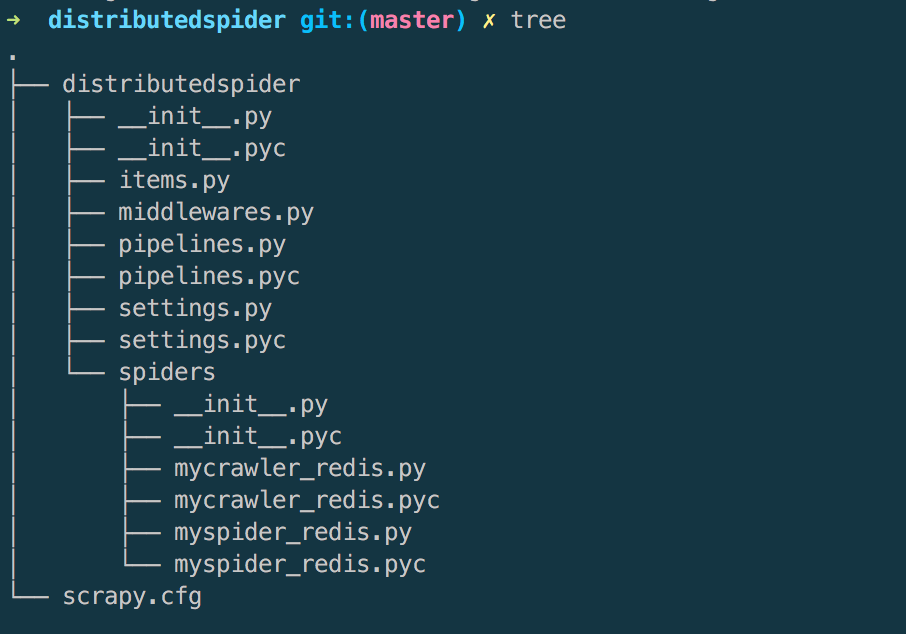 ➜  distributedspider git:(master) ✗ tree
.
├── distributedspider
│   ├── __init__.py
│   ├── __init__.pyc
│   ├── items.py
│   ├── middlewares.py
│   ├── pipelines.py
│   ├── pipelines.pyc
│   ├── settings.py
│   ├── settings.pyc
│   └── spiders
│       ├── __init__.py
│       ├── __init__.pyc
│       ├── mycrawler_redis.py
│       ├── mycrawler_redis.pyc
│       ├── myspider_redis.py
│       └── myspider_redis.pyc
└── scrapy.cfg